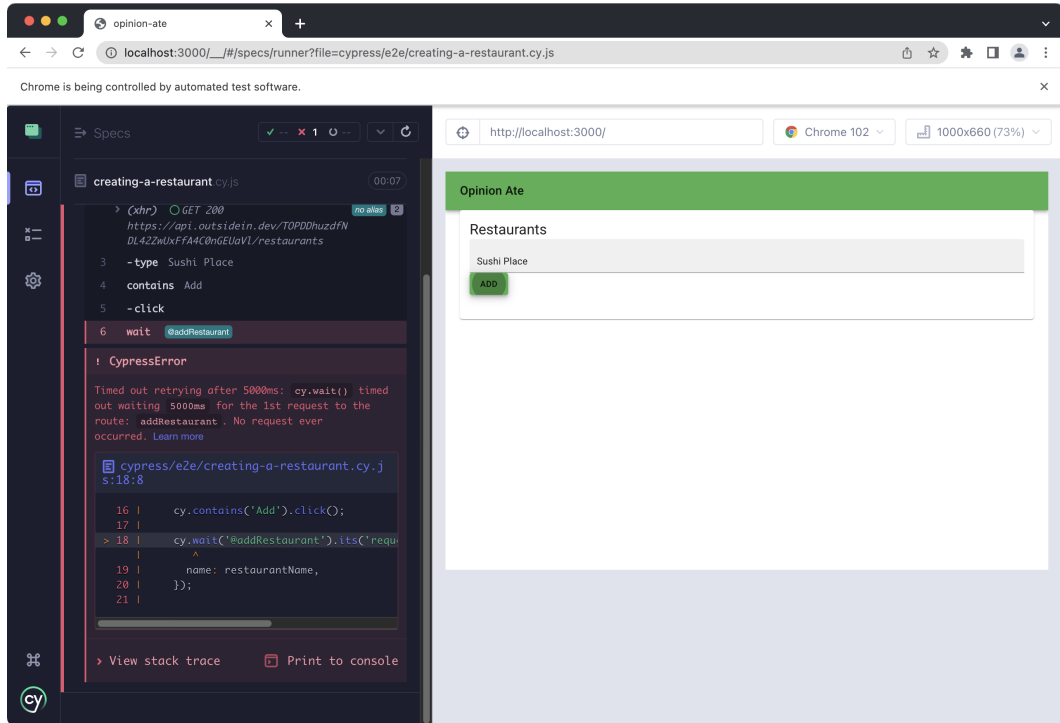 opinion-ate
localhost:3000/__/#/specs/runner?file=cypress/e2e/creating-a-restaurant.cy.js
Chrome is being controlled by automated test software.
Specs
-- 1 --
creating-a-restaurant.cy.js 00:07
(xhr) GET 200 no alias 2
https://api.outsidein.dev/TOPDDhuzdfN
DL42ZwUxFfA4C0nGEUaVl/restaurants
3 -type Sushi Place
4 contains Add
5 -click
6 wait @addRestaurant
! CypressError
Timed out retrying after 5000ms: cy.wait() timed
out waiting 5000ms for the 1st request to the
route: addRestaurant. No request ever
occurred. Learn more
cypress/e2e/creating-a-restaurant.cy.j
s:18:8
16 | cy.contains('Add').click();
17 |
> 18 | cy.wait('@addRestaurant').its('requ
| ^
19 | name: restaurantName,
20 | });
21 |
> View stack trace Print to console
cy
http://localhost:3000/ Chrome 102 1000x660 (73%)
Opinion Ate
Restaurants
Sushi Place
ADD